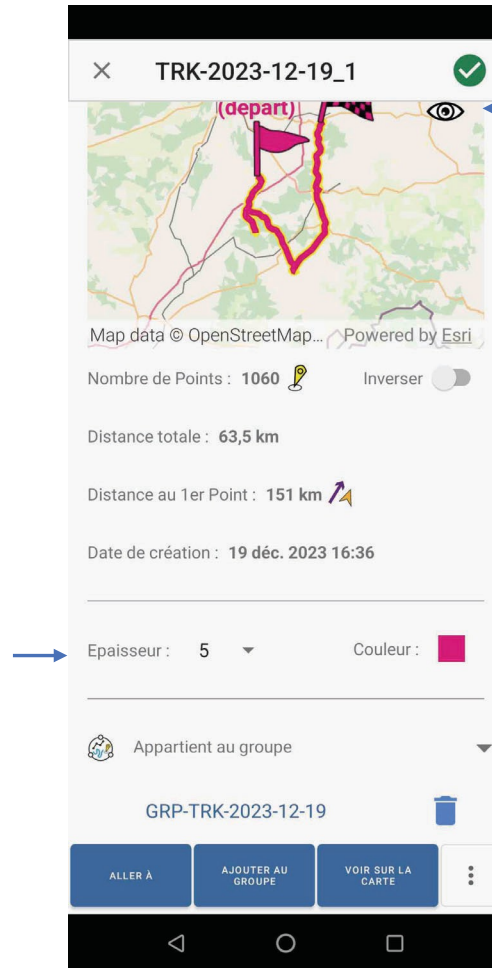 TRK-2023-12-19_1
(depart)
Map data © OpenStreetMap... Powered by Esri
Nombre de Points : 1060 Inverser
Distance totale : 63,5 km
Distance au 1er Point : 151 km
Date de création : 19 déc. 2023 16:36
Epaisseur : 5 Couleur :
Appartient au groupe
GRP-TRK-2023-12-19
ALLER À
AJOUTER AU
GROUPE
VOIR SUR LA
CARTE